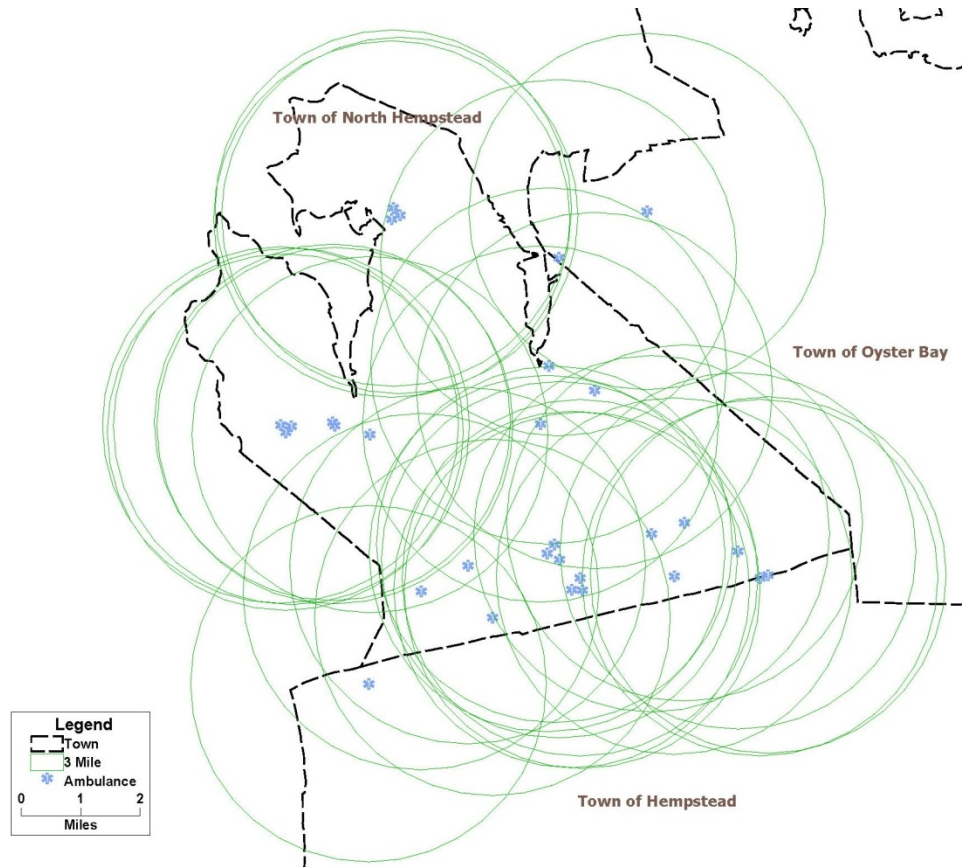 Town of North Hempstead
Town of Oyster Bay
Town of Hempstead
Legend
Town
3 Mile
Ambulance
0 1 2
Miles